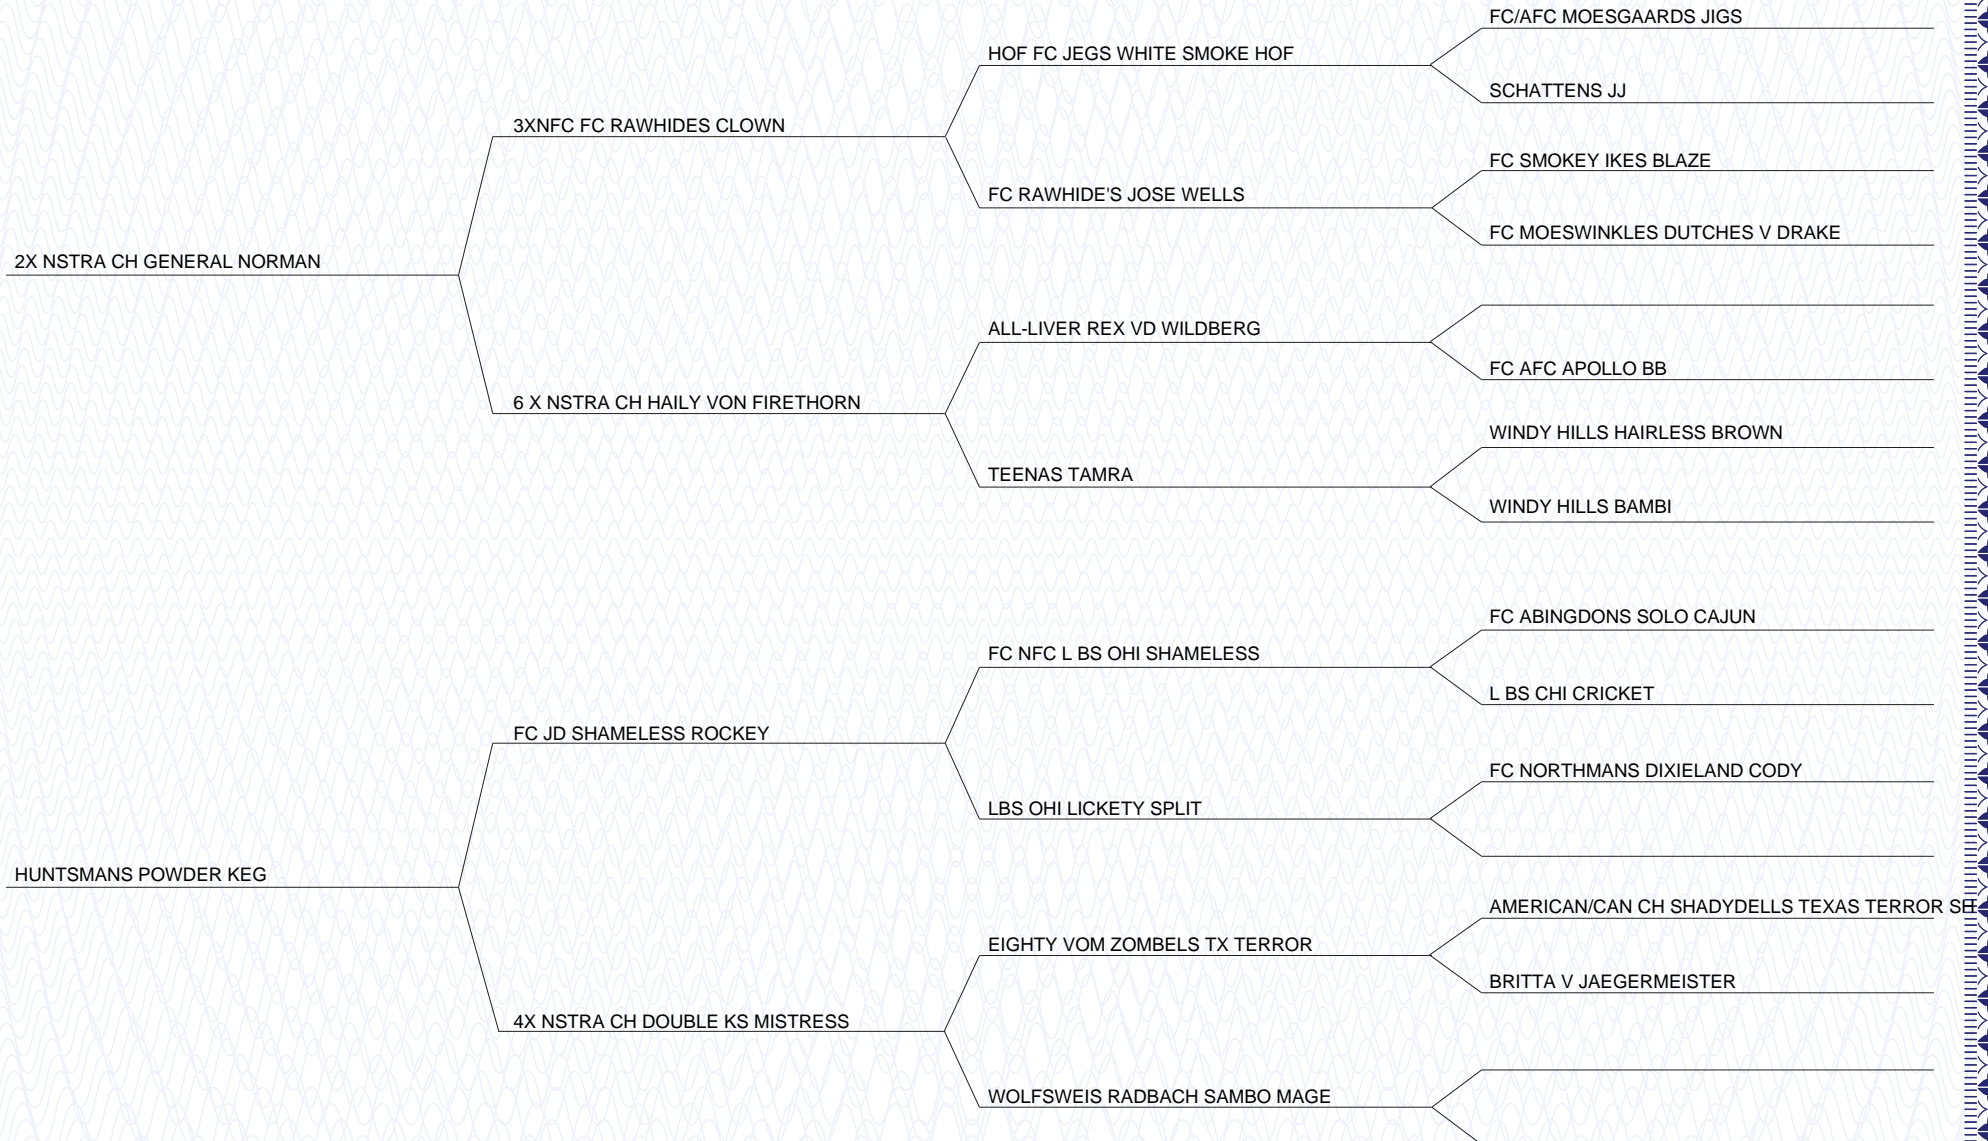 FC/AFC MOESGAARDS JIGS
HOF FC JEGS WHITE SMOKE HOF
SCHATTENS JJ
3XNFC FC RAWHIDES CLOWN
FC SMOKEY IKES BLAZE
FC RAWHIDE'S JOSE WELLS
FC MOESWINKLES DUTCHES V DRAKE
2X NSTRA CH GENERAL NORMAN
ALL-LIVER REX VD WILDBERG
FC AFC APOLLO BB
6 X NSTRA CH HAILY VON FIRETHORN
WINDY HILLS HAIRLESS BROWN
TEENAS TAMRA
WINDY HILLS BAMBI
FC ABINGDONS SOLO CAJUN
FC NFC L BS OHI SHAMELESS
L BS CHI CRICKET
FC JD SHAMELESS ROCKEY
FC NORTHMANS DIXIELAND CODY
LBS OHI LICKETY SPLIT
HUNTSMANS POWDER KEG
AMERICAN/CAN CH SHADYDELLS TEXAS TERROR
EIGHTY VOM ZOMBELS TX TERROR
BRITTA V JAEGERMEISTER
4X NSTRA CH DOUBLE KS MISTRESS
WOLFSWEIS RADBACH SAMBO MAGE